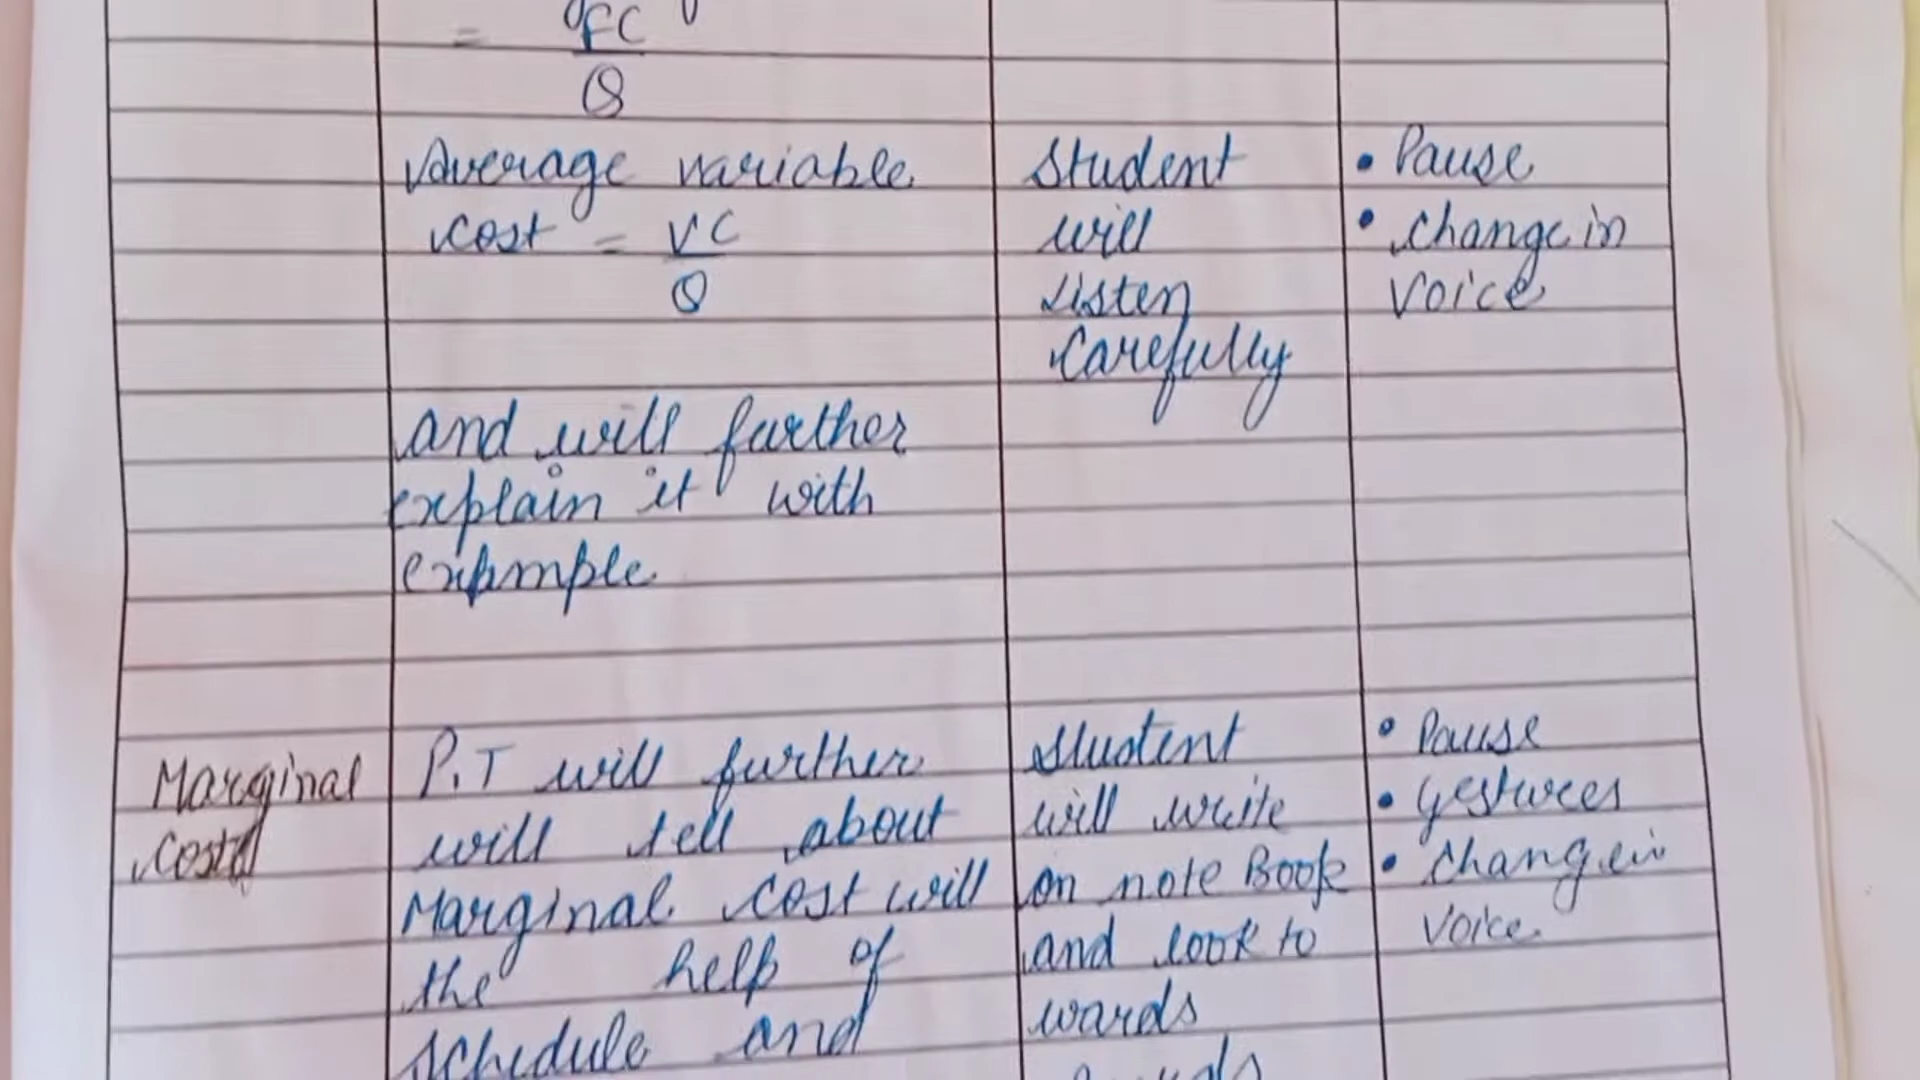 = FC
Q
Average variable
cost = VC
Q
and will further
explain it with
example
Student
will
Listen
Carefully
• Pause
• Change in
Voice
Marginal
Cost
P.T will further
will tell about
Marginal Cost will
the help of
schedule and
Student
will write
on note Book
and look to
wards
• Pause
• Gestures
• Change in
Voice